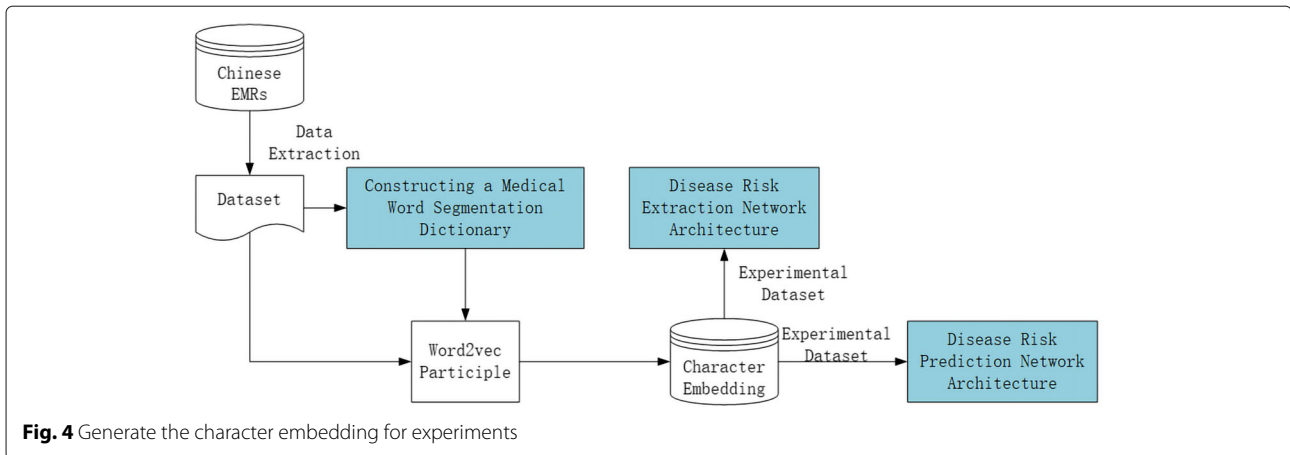 Chinese
EMRs
Data
Extraction
Dataset
Constructing a Medical
Word Segmentation
Dictionary
Disease Risk
Extraction Network
Architecture
Experimental
Dataset
Word2vec
Participle
Character
Embedding
Experimental
Dataset
Disease Risk
Prediction Network
Architecture
Fig. 4 Generate the character embedding for experiments